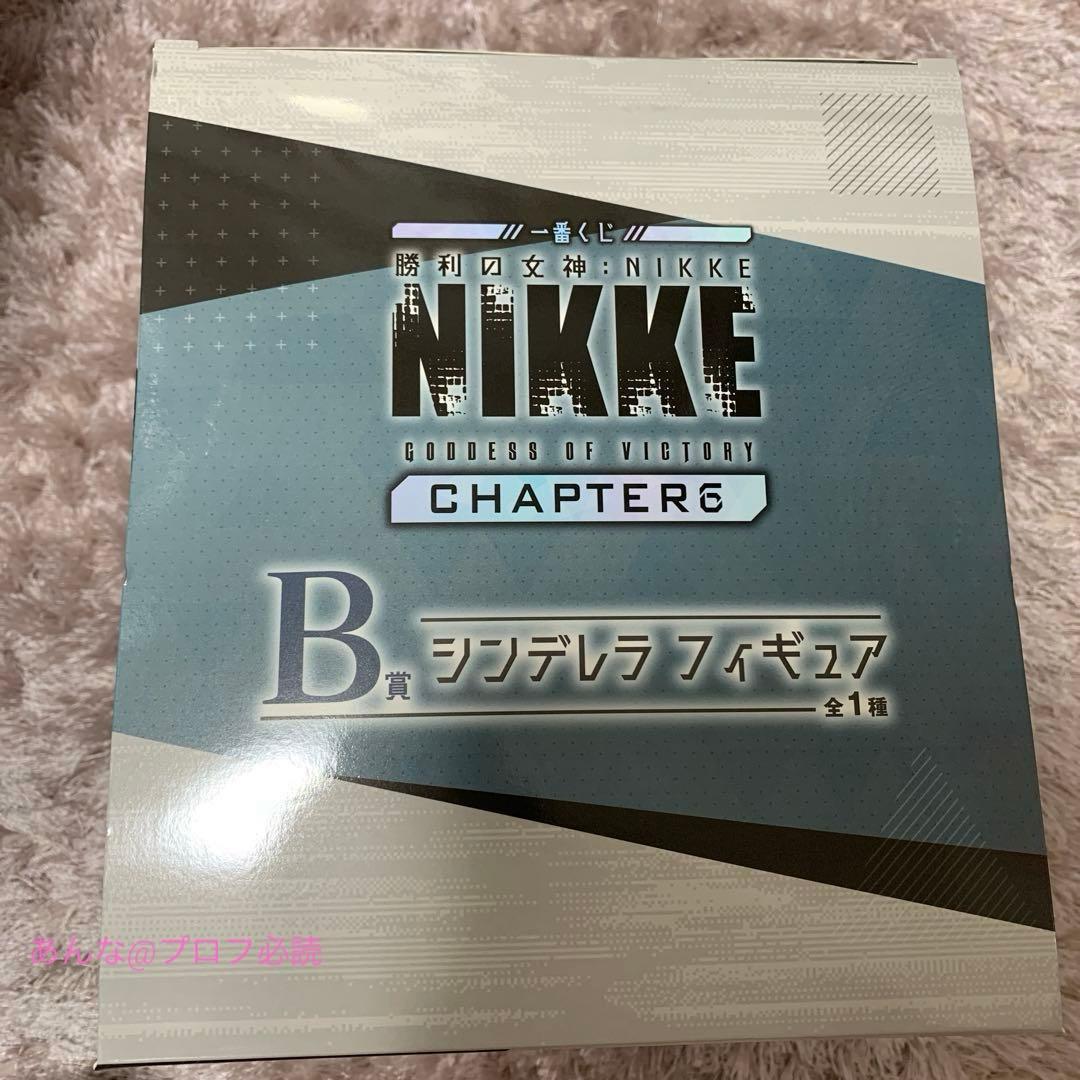 一番くじ
勝利の女神:NIKKE
NIKKE
GODDESS OF VICTORY
CHAPTER6
B賞 シンデレラ フィギュア
全1種
あんな@プロフ必読